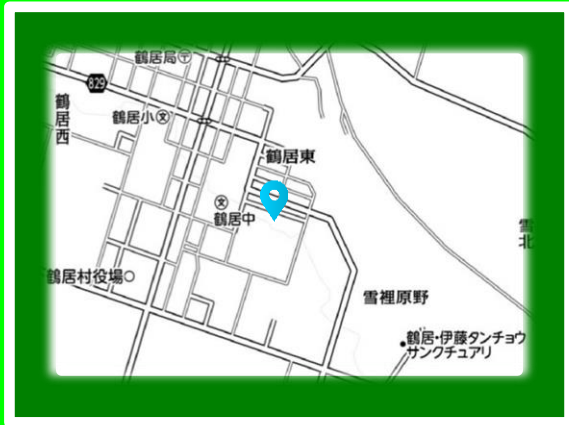 鶴居局〒
829
鶴居西
鶴居小文
鶴居東
文
鶴居中
雪
北
鶴居村役場
雪裡原野
鶴居・伊藤タンチョウ
サンクチュアリ